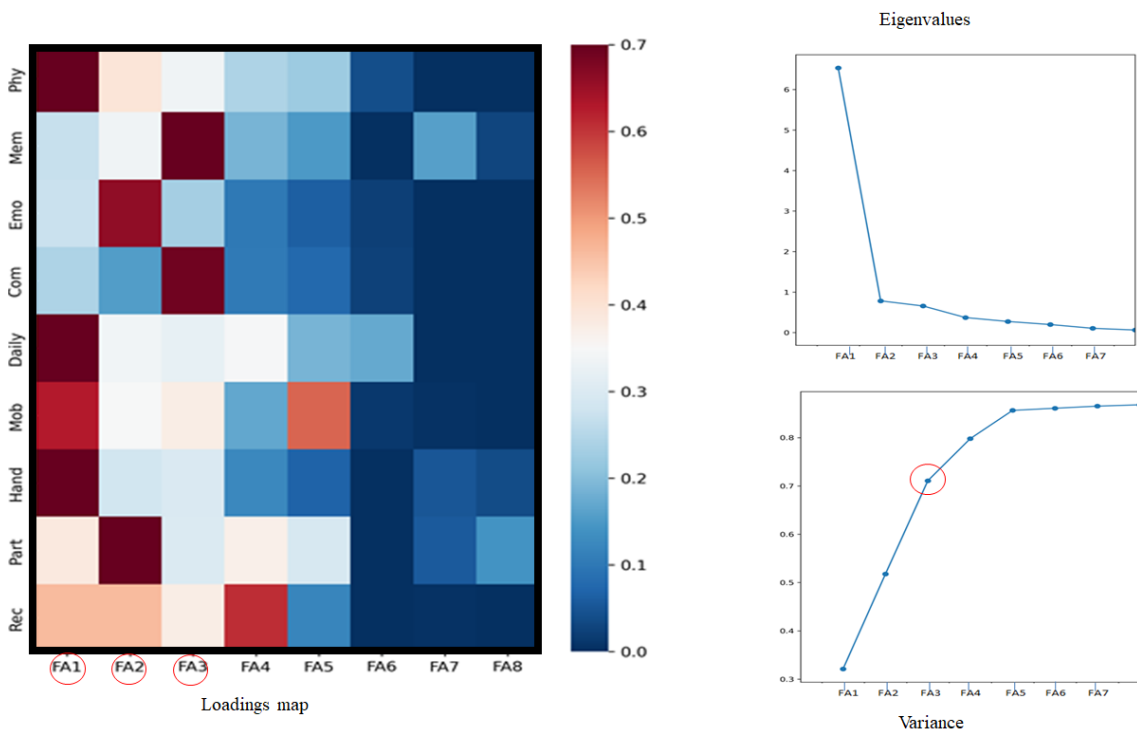 Eigenvalues
Phy
Mem
Emo
Com
Daily
Mob
Hand
Part
Rec
FA1 FA2 FA3 FA4 FA5 FA6 FA7 FA8
Loadings map
0.7
0.6
0.5
0.4
0.3
0.2
0.1
0.0
6
5
4
3
2
1
0
FA1 FA2 FA3 FA4 FA5 FA6 FA7
0.8
0.7
0.6
0.5
0.4
0.3
FA1 FA2 FA3 FA4 FA5 FA6 FA7
Variance